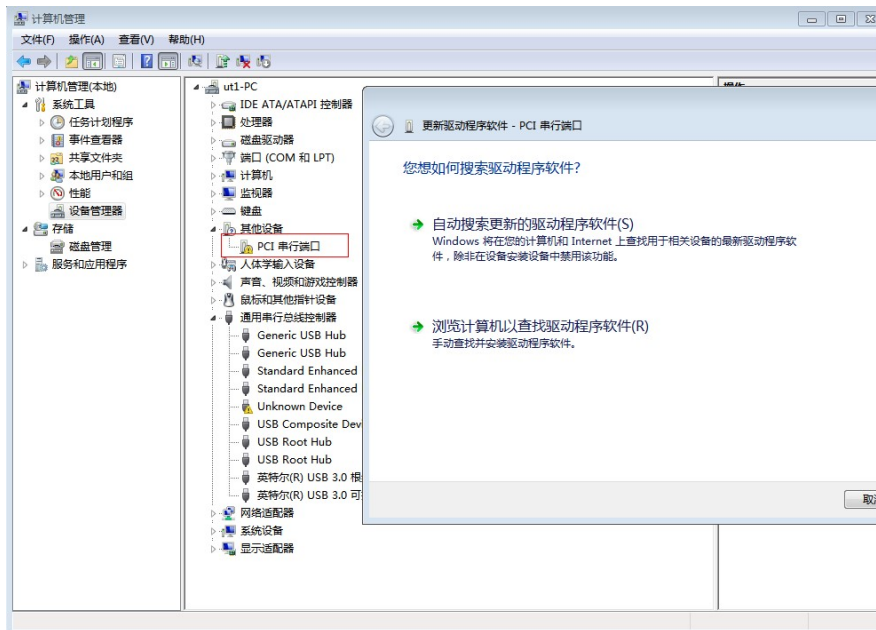 计算机管理
文件(F) 操作(A) 查看(V) 帮助(H)
计算机管理(本地)
系统工具
任务计划程序
事件查看器
共享文件夹
本地用户和组
性能
设备管理器
存储
磁盘管理
服务和应用程序
ut1-PC
IDE ATA/ATAPI 控制器
处理器
磁盘驱动器
端口 (COM 和 LPT)
计算机
监视器
键盘
其他设备
PCI 串行端口
人体学输入设备
声音、视频和游戏控制器
鼠标和其他指针设备
通用串行总线控制器
Generic USB Hub
Generic USB Hub
Standard Enhanced
Standard Enhanced
Unknown Device
USB Composite Dev
USB Root Hub
USB Root Hub
英特尔(R) USB 3.0 根
英特尔(R) USB 3.0 可
网络适配器
系统设备
显示适配器
更新驱动程序软件 - PCI 串行端口
您想如何搜索驱动程序软件?
自动搜索更新的驱动程序软件(S)
Windows 将在您的计算机和 Internet 上查找用于相关设备的最新驱动程序软
件，除非在设备安装设备中禁用该功能。
浏览计算机以查找驱动程序软件(R)
手动查找并安装驱动程序软件。